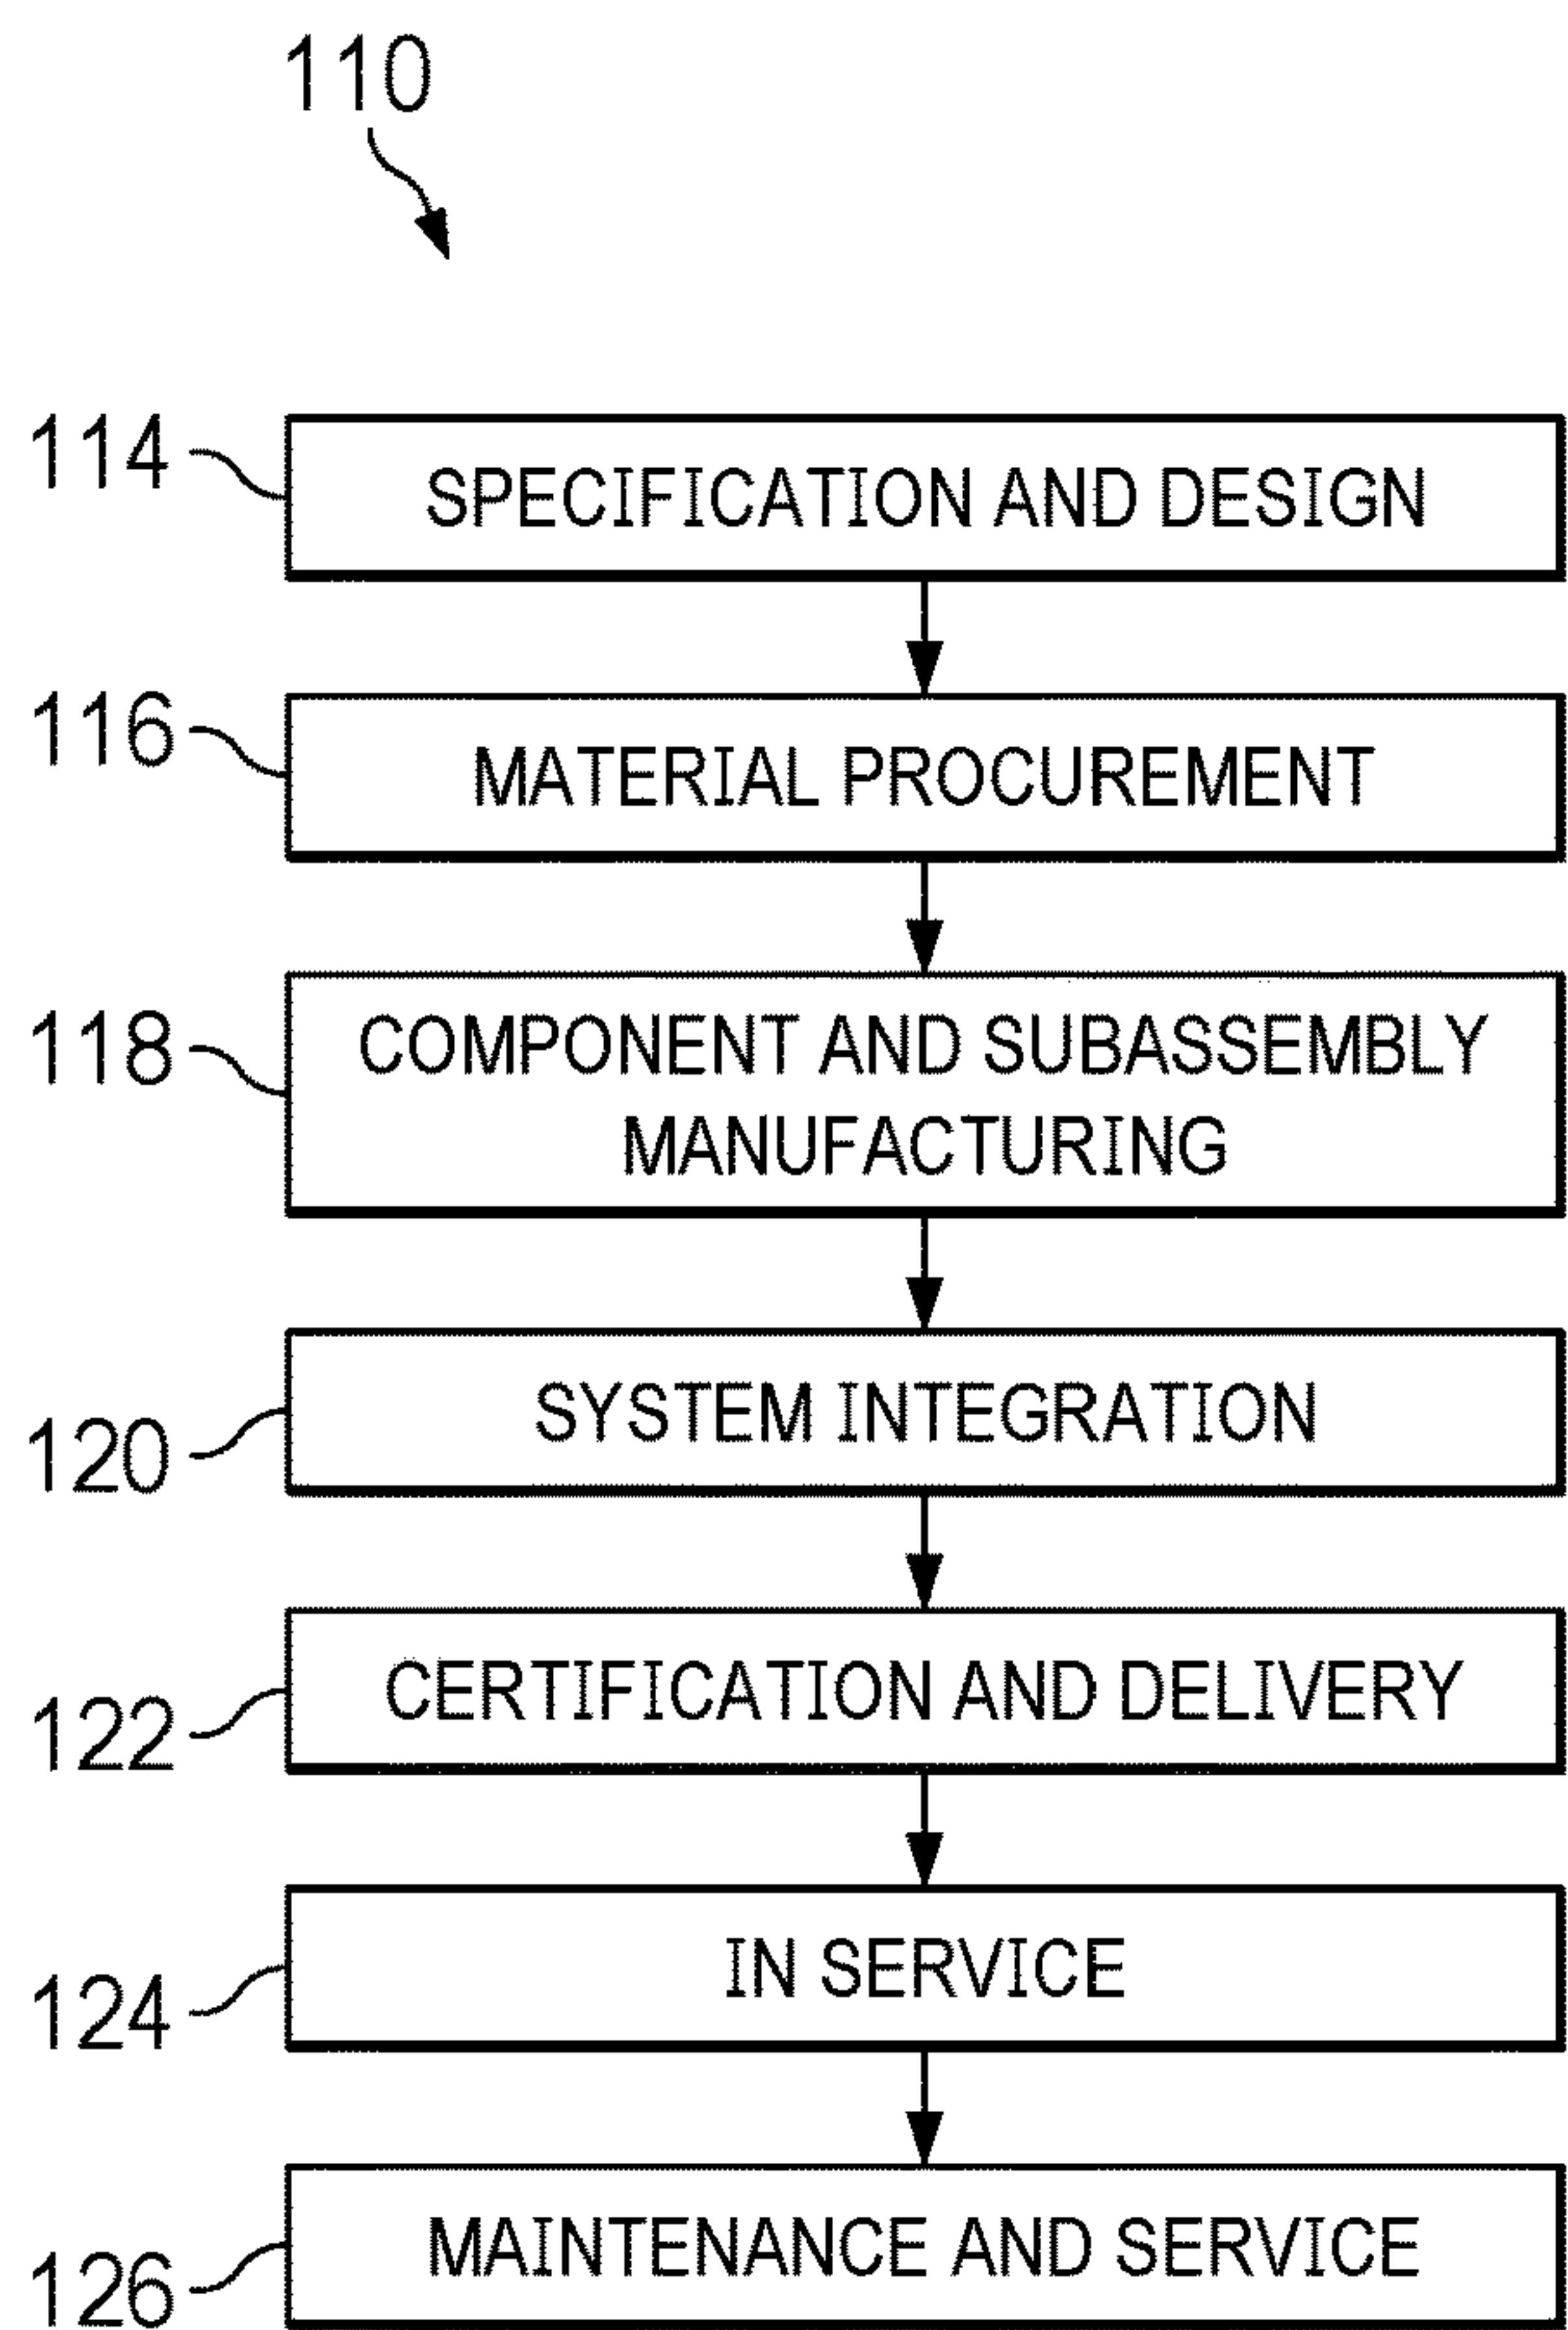 110
114
SPECIFICATION AND DESIGN
116
MATERIAL PROCUREMENT
118
COMPONENT AND SUBASSEMBLY
MANUFACTURING
120
SYSTEM INTEGRATION
122
CERTIFICATION AND DELIVERY
124
IN SERVICE
126
MAINTENANCE AND SERVICE